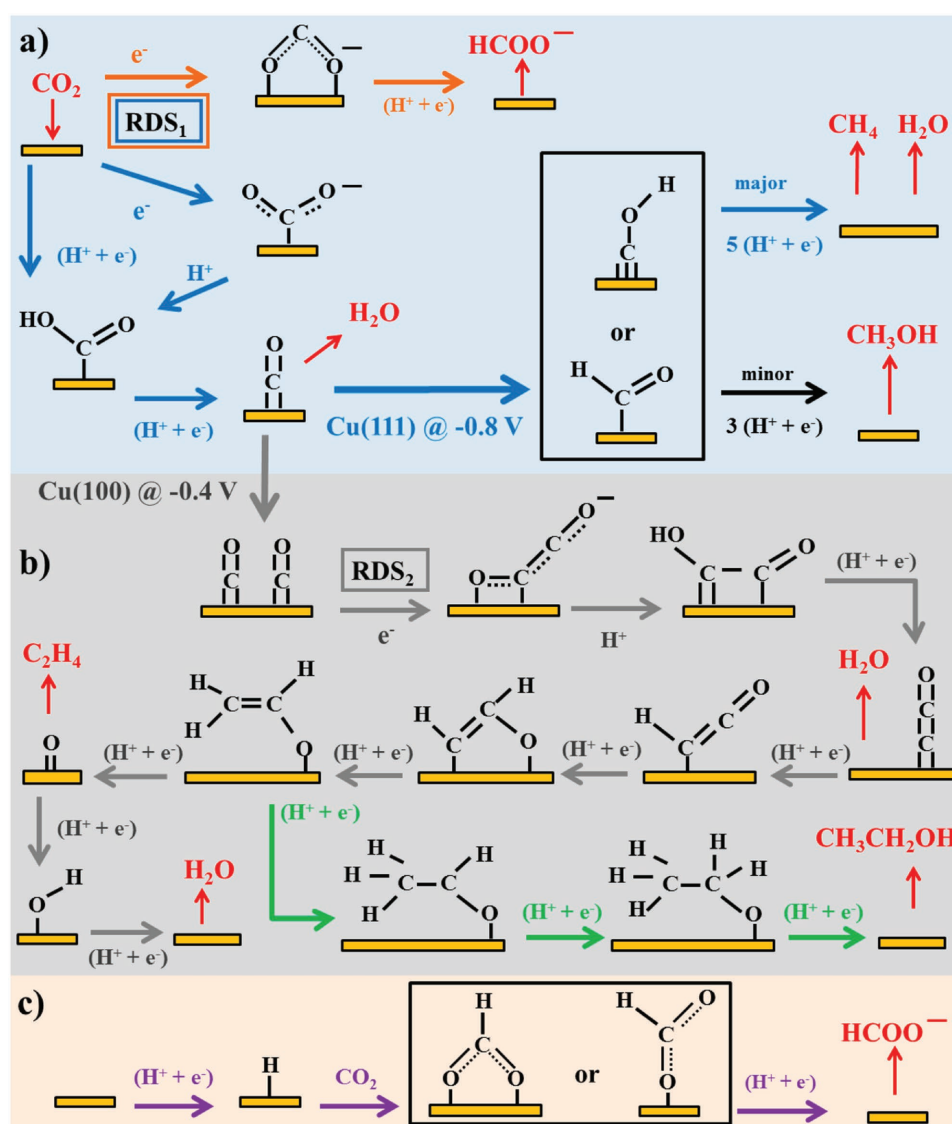 a)
CO₂
e⁻
RDS₁
C
O O ⁻
(H⁺ + e⁻)
HCOO⁻
e⁻
O O ⁻
C
(H⁺ + e⁻)
H⁺
HO O
C
(H⁺ + e⁻)
O
C
H₂O
Cu(111) @ -0.8 V
H
O
C
or
H O
C
major
5 (H⁺ + e⁻)
CH₄ H₂O
minor
3 (H⁺ + e⁻)
CH₃OH
Cu(100) @ -0.4 V
b)
O O
C C
RDS₂
e⁻
O⁻
C
O C
H⁺
HO O
C C
(H⁺ + e⁻)
C₂H₄
O
(H⁺ + e⁻)
H H
C C
H
O
(H⁺ + e⁻)
H
H C
C O
(H⁺ + e⁻)
O
H C
C
(H⁺ + e⁻)
H₂O
O
C
C
(H⁺ + e⁻)
H
O
(H⁺ + e⁻)
H₂O
(H⁺ + e⁻)
H H
H C C
H O
(H⁺ + e⁻)
H H
H C C H
H O
(H⁺ + e⁻)
CH₃CH₂OH
c)
(H⁺ + e⁻)
H
CO₂
H
C
O O
or
H O
C
O
(H⁺ + e⁻)
HCOO⁻